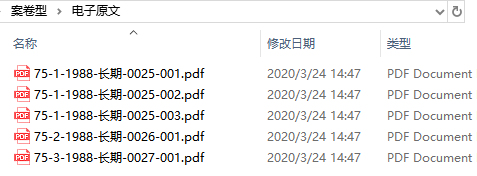 案卷型 > 电子原文
名称 修改日期 类型
75-1-1988-长期-0025-001.pdf 2020/3/24 14:47 PDF Document
75-1-1988-长期-0025-002.pdf 2020/3/24 14:47 PDF Document
75-1-1988-长期-0025-003.pdf 2020/3/24 14:47 PDF Document
75-2-1988-长期-0026-001.pdf 2020/3/24 14:47 PDF Document
75-3-1988-长期-0027-001.pdf 2020/3/24 14:47 PDF Document